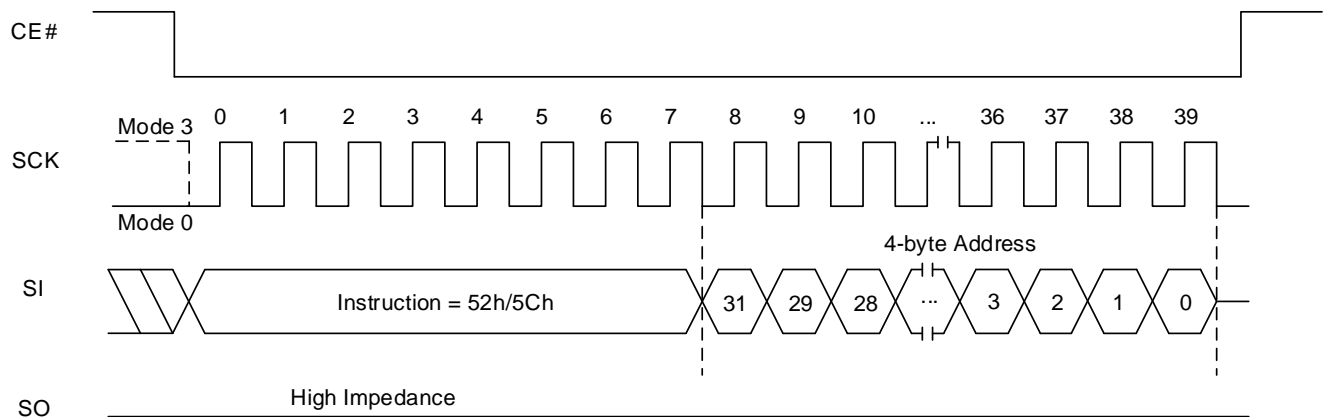 CE#
0 1 2 3 4 5 6 7 8 9 10 ... 36 37 38 39
Mode 3
SCK
Mode 0
4-byte Address
SI
Instruction = 52h/5Ch 31 29 28 ... 3 2 1 0
High Impedance
SO